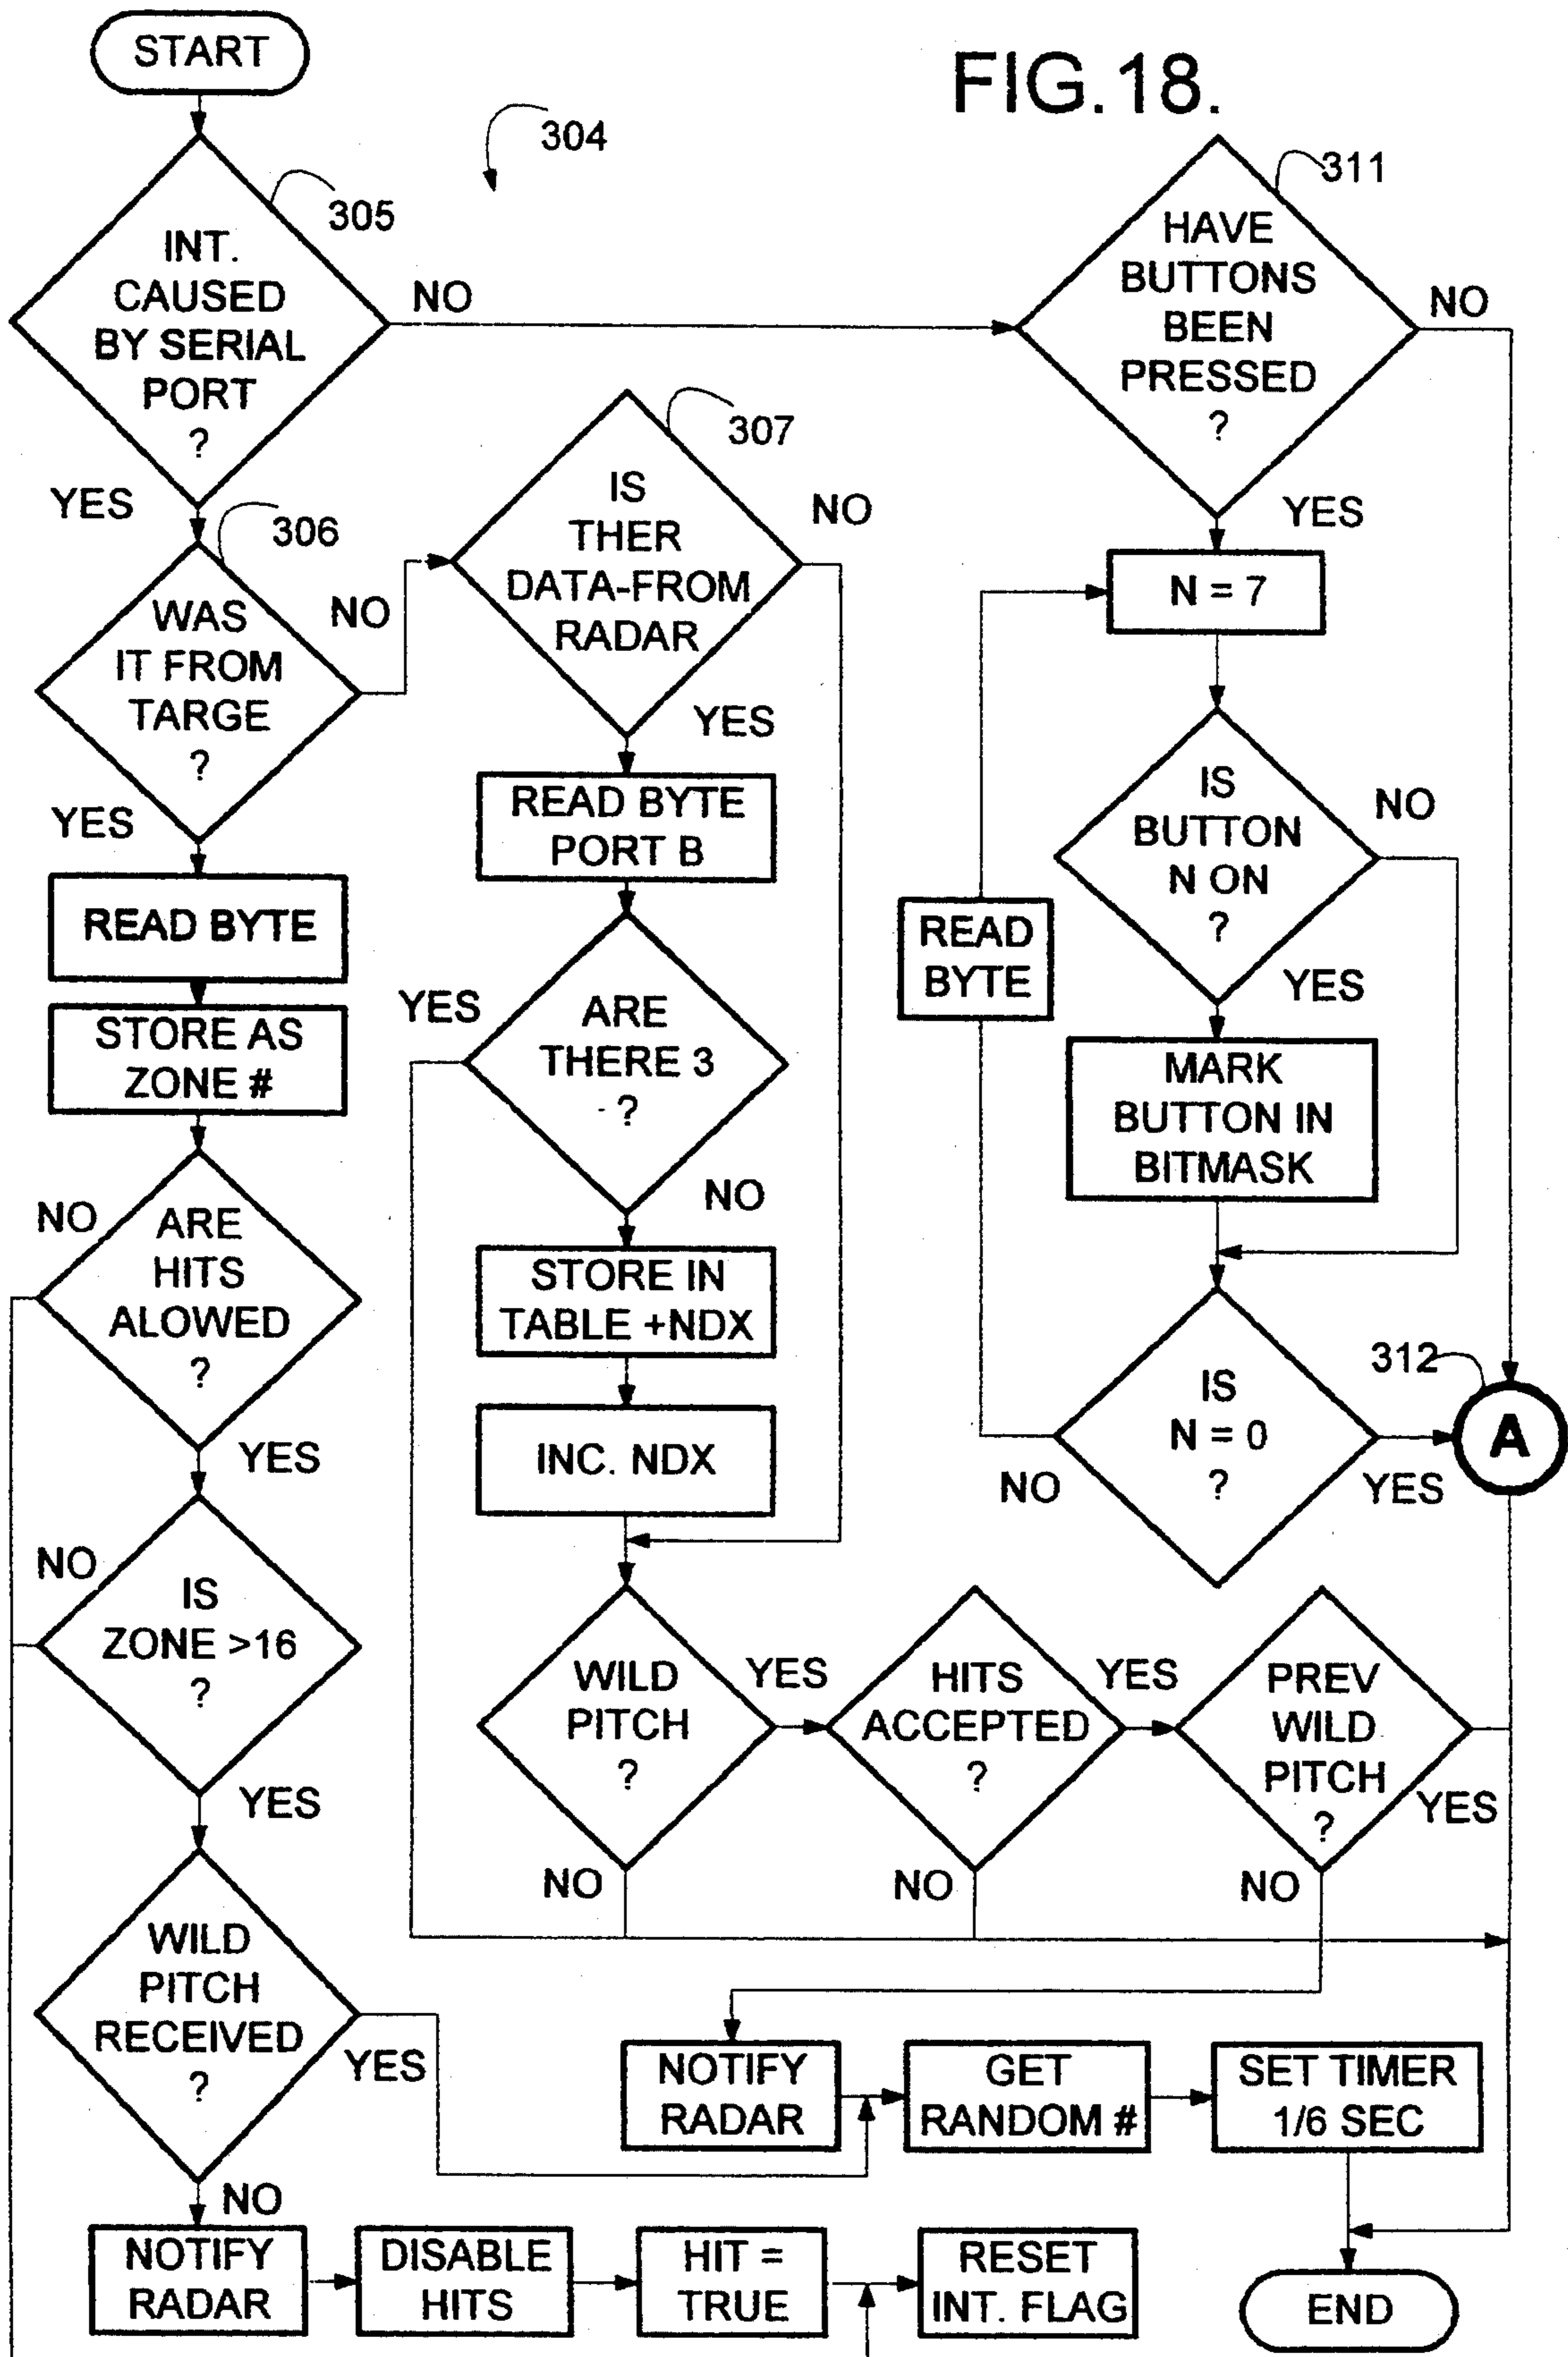 START
FIG.18.
304
305
INT.
CAUSED
BY SERIAL
PORT
?
NO
YES
311
HAVE
BUTTONS
BEEN
PRESSED
?
NO
YES
306
WAS
IT FROM
TARGE
?
NO
YES
307
IS
THER
DATA-FROM
RADAR
NO
YES
N = 7
READ BYTE
PORT B
IS
BUTTON
N ON
?
NO
YES
READ BYTE
READ
BYTE
STORE AS
ZONE #
YES
ARE
THERE 3
?
NO
MARK
BUTTON IN
BITMASK
NO
ARE
HITS
ALOWED
?
YES
STORE IN
TABLE +NDX
INC. NDX
IS
N = 0
?
NO
YES
312
A
NO
IS
ZONE >16
?
YES
WILD
PITCH
?
YES
NO
HITS
ACCEPTED
?
YES
NO
PREV
WILD
PITCH
?
YES
NO
WILD
PITCH
RECEIVED
?
YES
NO
NOTIFY
RADAR
GET
RANDOM #
SET TIMER
1/6 SEC
NOTIFY
RADAR
DISABLE
HITS
HIT =
TRUE
RESET
INT. FLAG
END